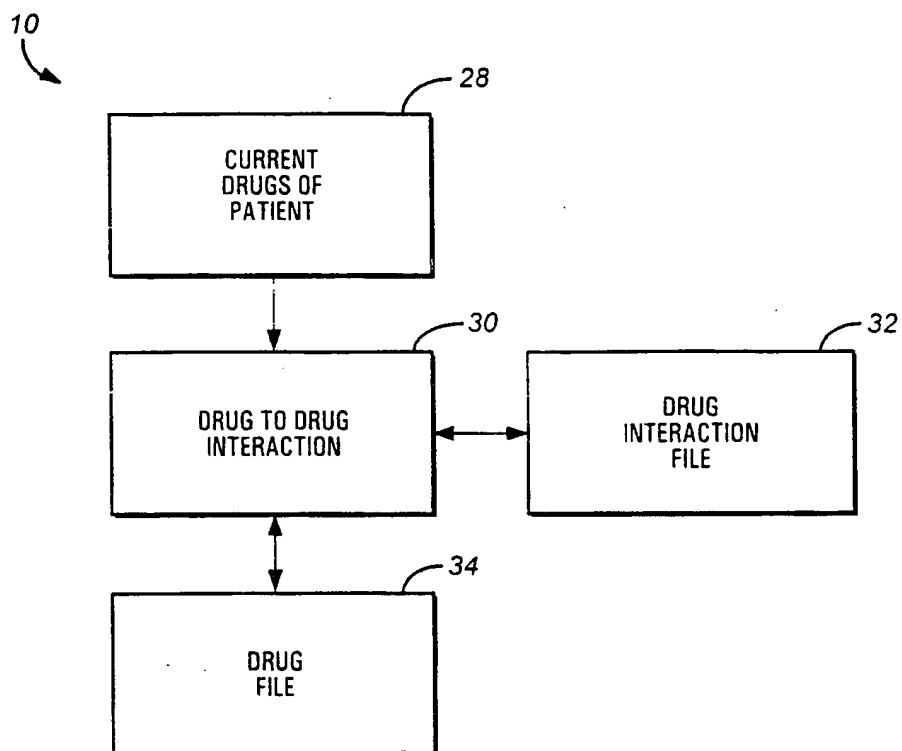 10
28
CURRENT
DRUGS OF
PATIENT
30
32
DRUG TO DRUG
INTERACTION
DRUG
INTERACTION
FILE
34
DRUG
FILE